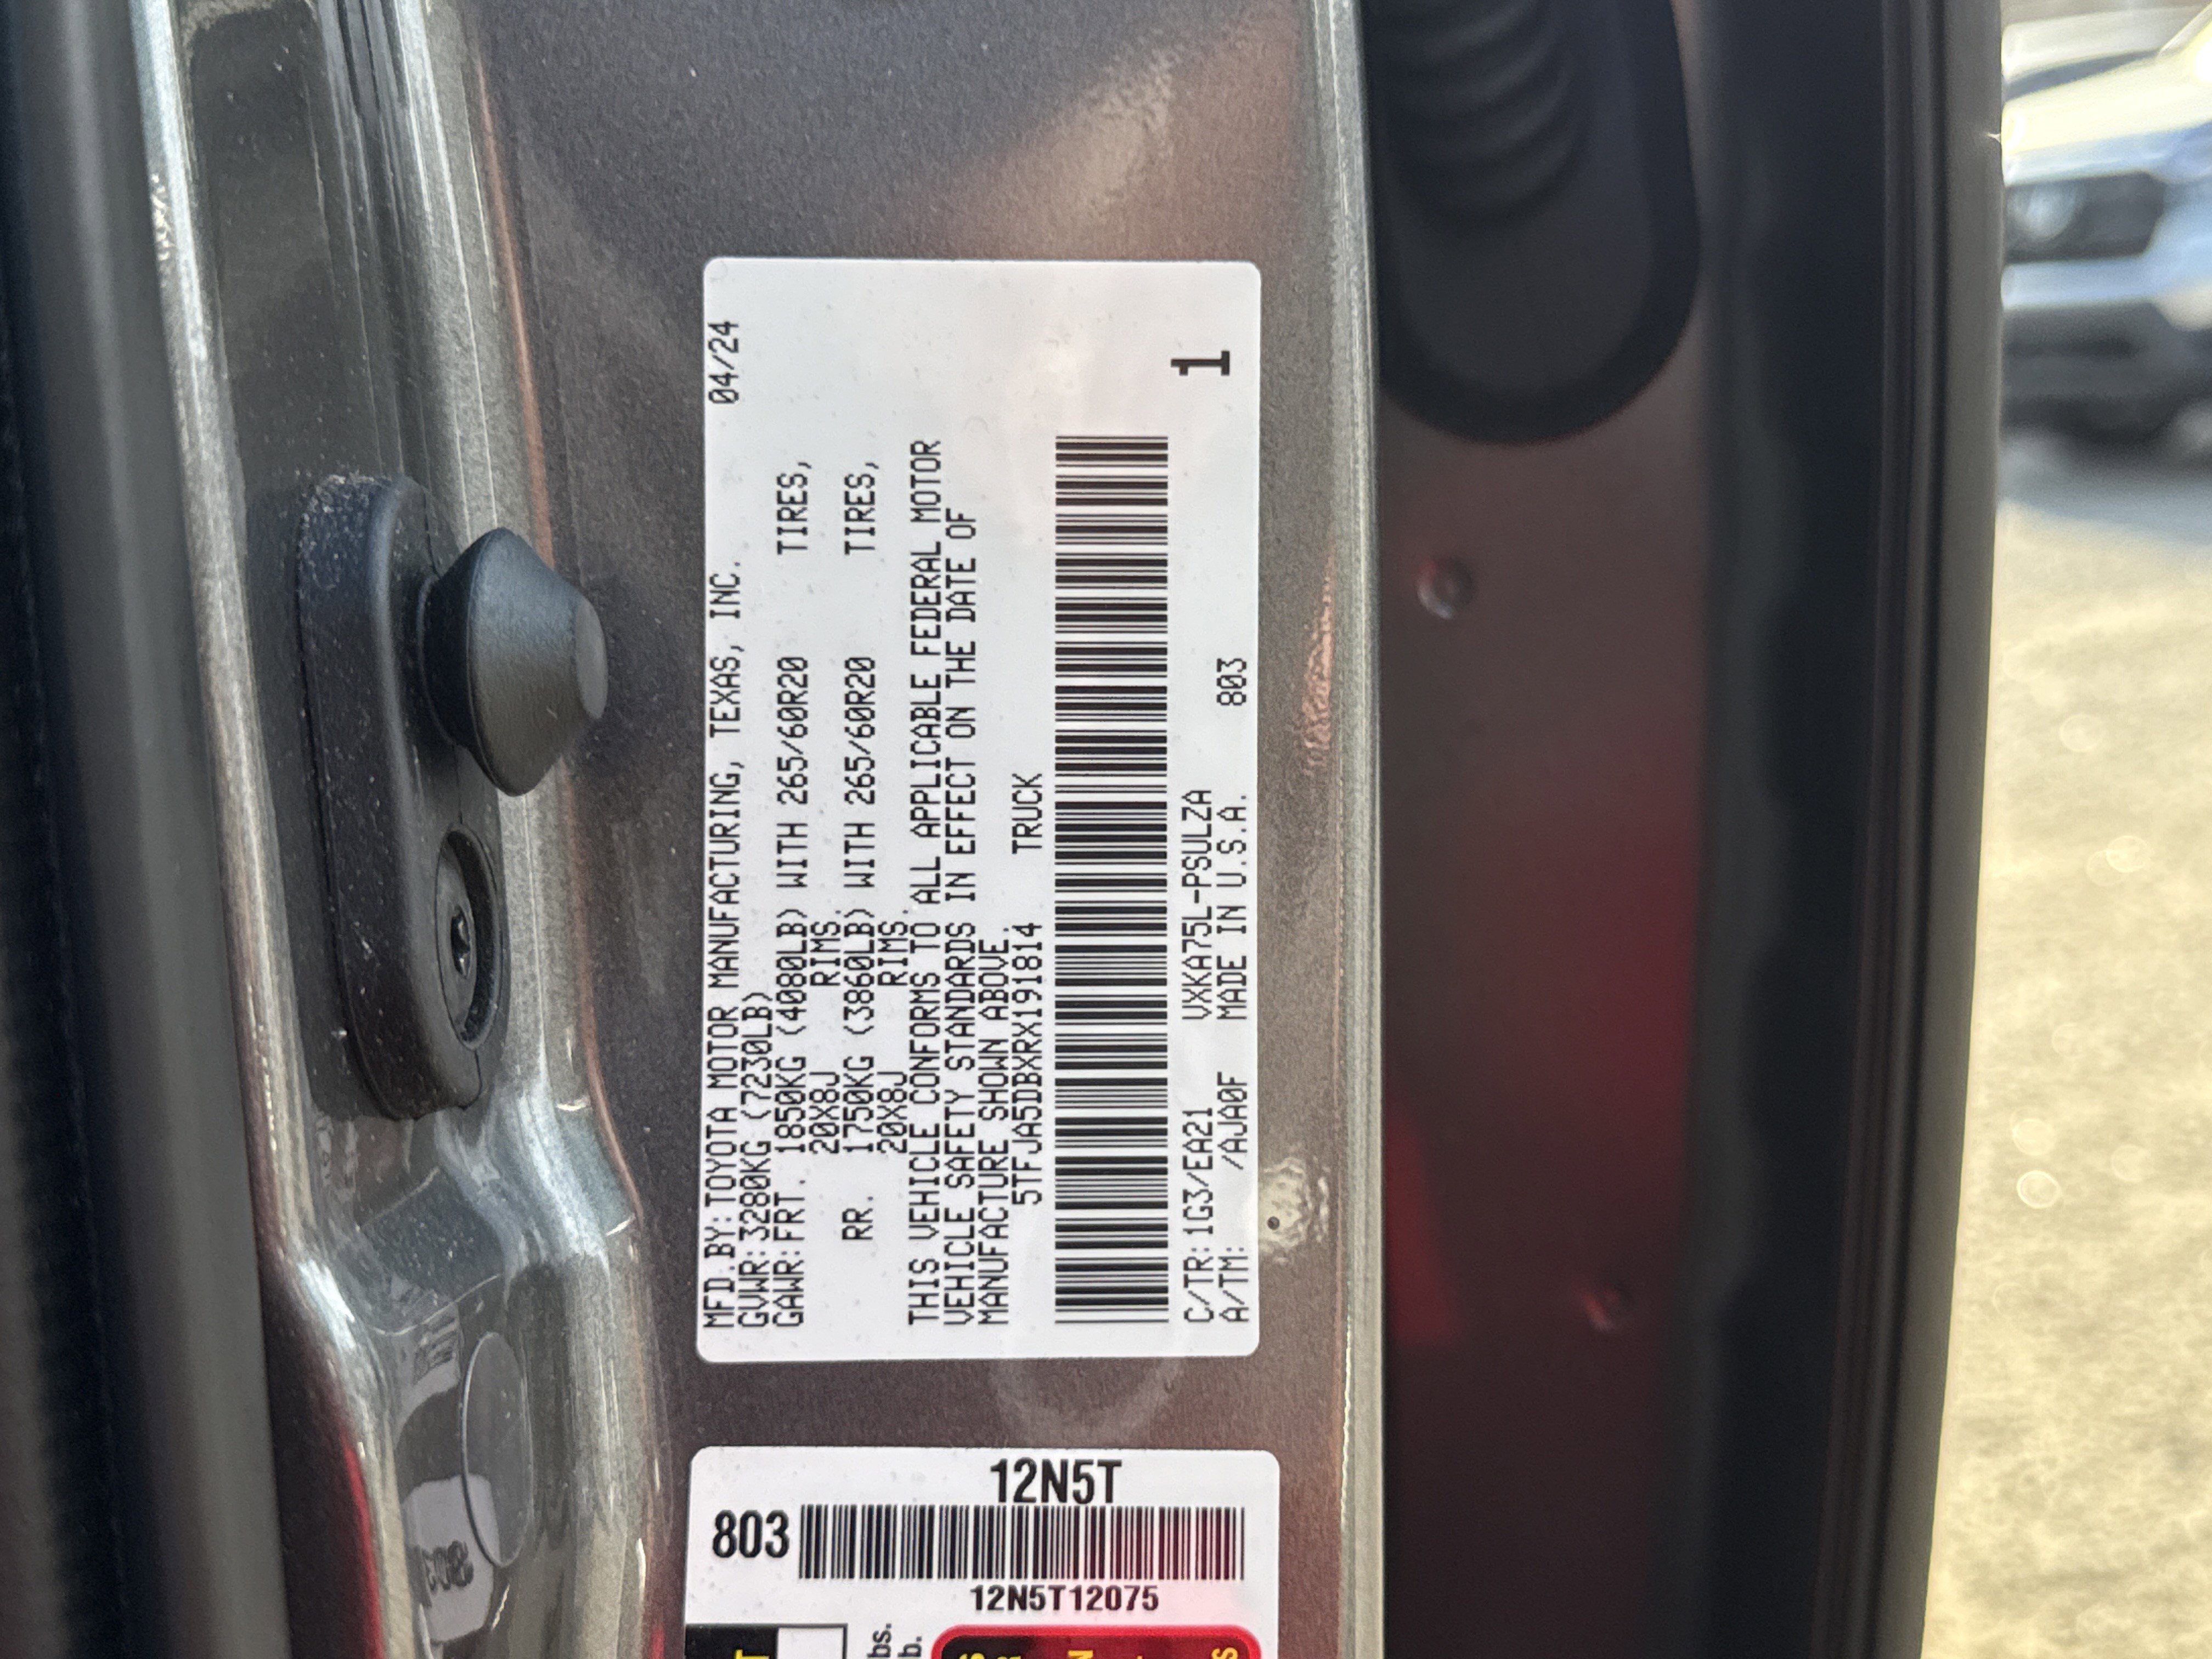 MFD.BY:TOYOTA MOTOR MANUFACTURING, TEXAS, INC. 04/24
GVWR:3280KG (7230LB)
GAWR:FRT. 1850KG (4080LB) WITH 265/60R20 TIRES,
20X8J RIMS,
RR. 1750KG (3860LB) WITH 265/60R20 TIRES,
20X8J RIMS.
THIS VEHICLE CONFORMS TO ALL APPLICABLE FEDERAL MOTOR
VEHICLE SAFETY STANDARDS IN EFFECT ON THE DATE OF
MANUFACTURE SHOWN ABOVE.
5TFJA5DBXRX191814 TRUCK
C/TR:1G3/EA21 VXKA75L-PSULZA
A/TM: /AJA0F MADE IN U.S.A. 803
1
12N5T
803
12N5T12075
bs.
b.